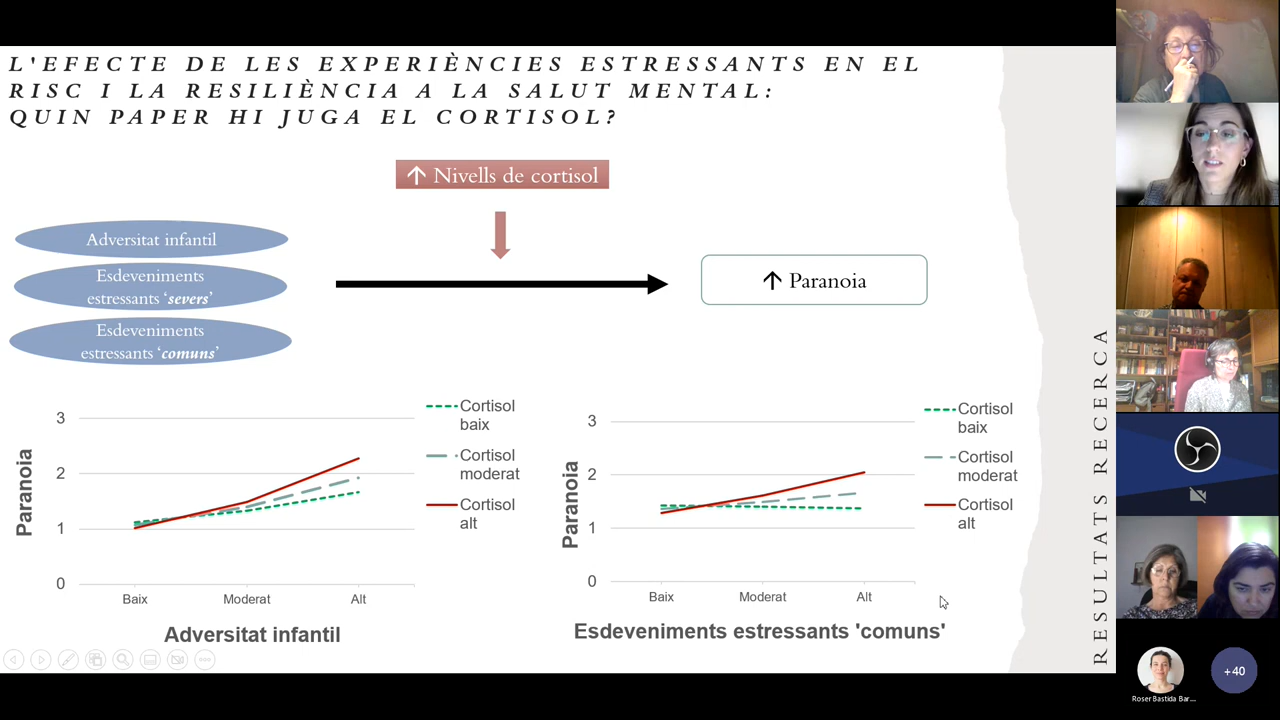 L'EFECTE DE LES EXPERIÈNCIES ESTRESSANTS EN EL
RISC I LA RESILIÈNCIA A LA SALUT MENTAL:
QUIN PAPER HI JUGA EL CORTISOL?
↑ Nivells de cortisol
Adversitat infantil
Esdeveniments
estressants 'severs'
Esdeveniments
estressants 'comuns'
↑ Paranoia
3
2
1
0
Paranoia
Baix Moderat Alt
Adversitat infantil
Cortisol
baix
Cortisol
moderat
Cortisol
alt
3
2
1
0
Paranoia
Baix Moderat Alt
Esdeveniments estressants 'comuns'
Cortisol
baix
Cortisol
moderat
Cortisol
alt
RESULTATS RECERCA
Roser Bastida Bar...
+40